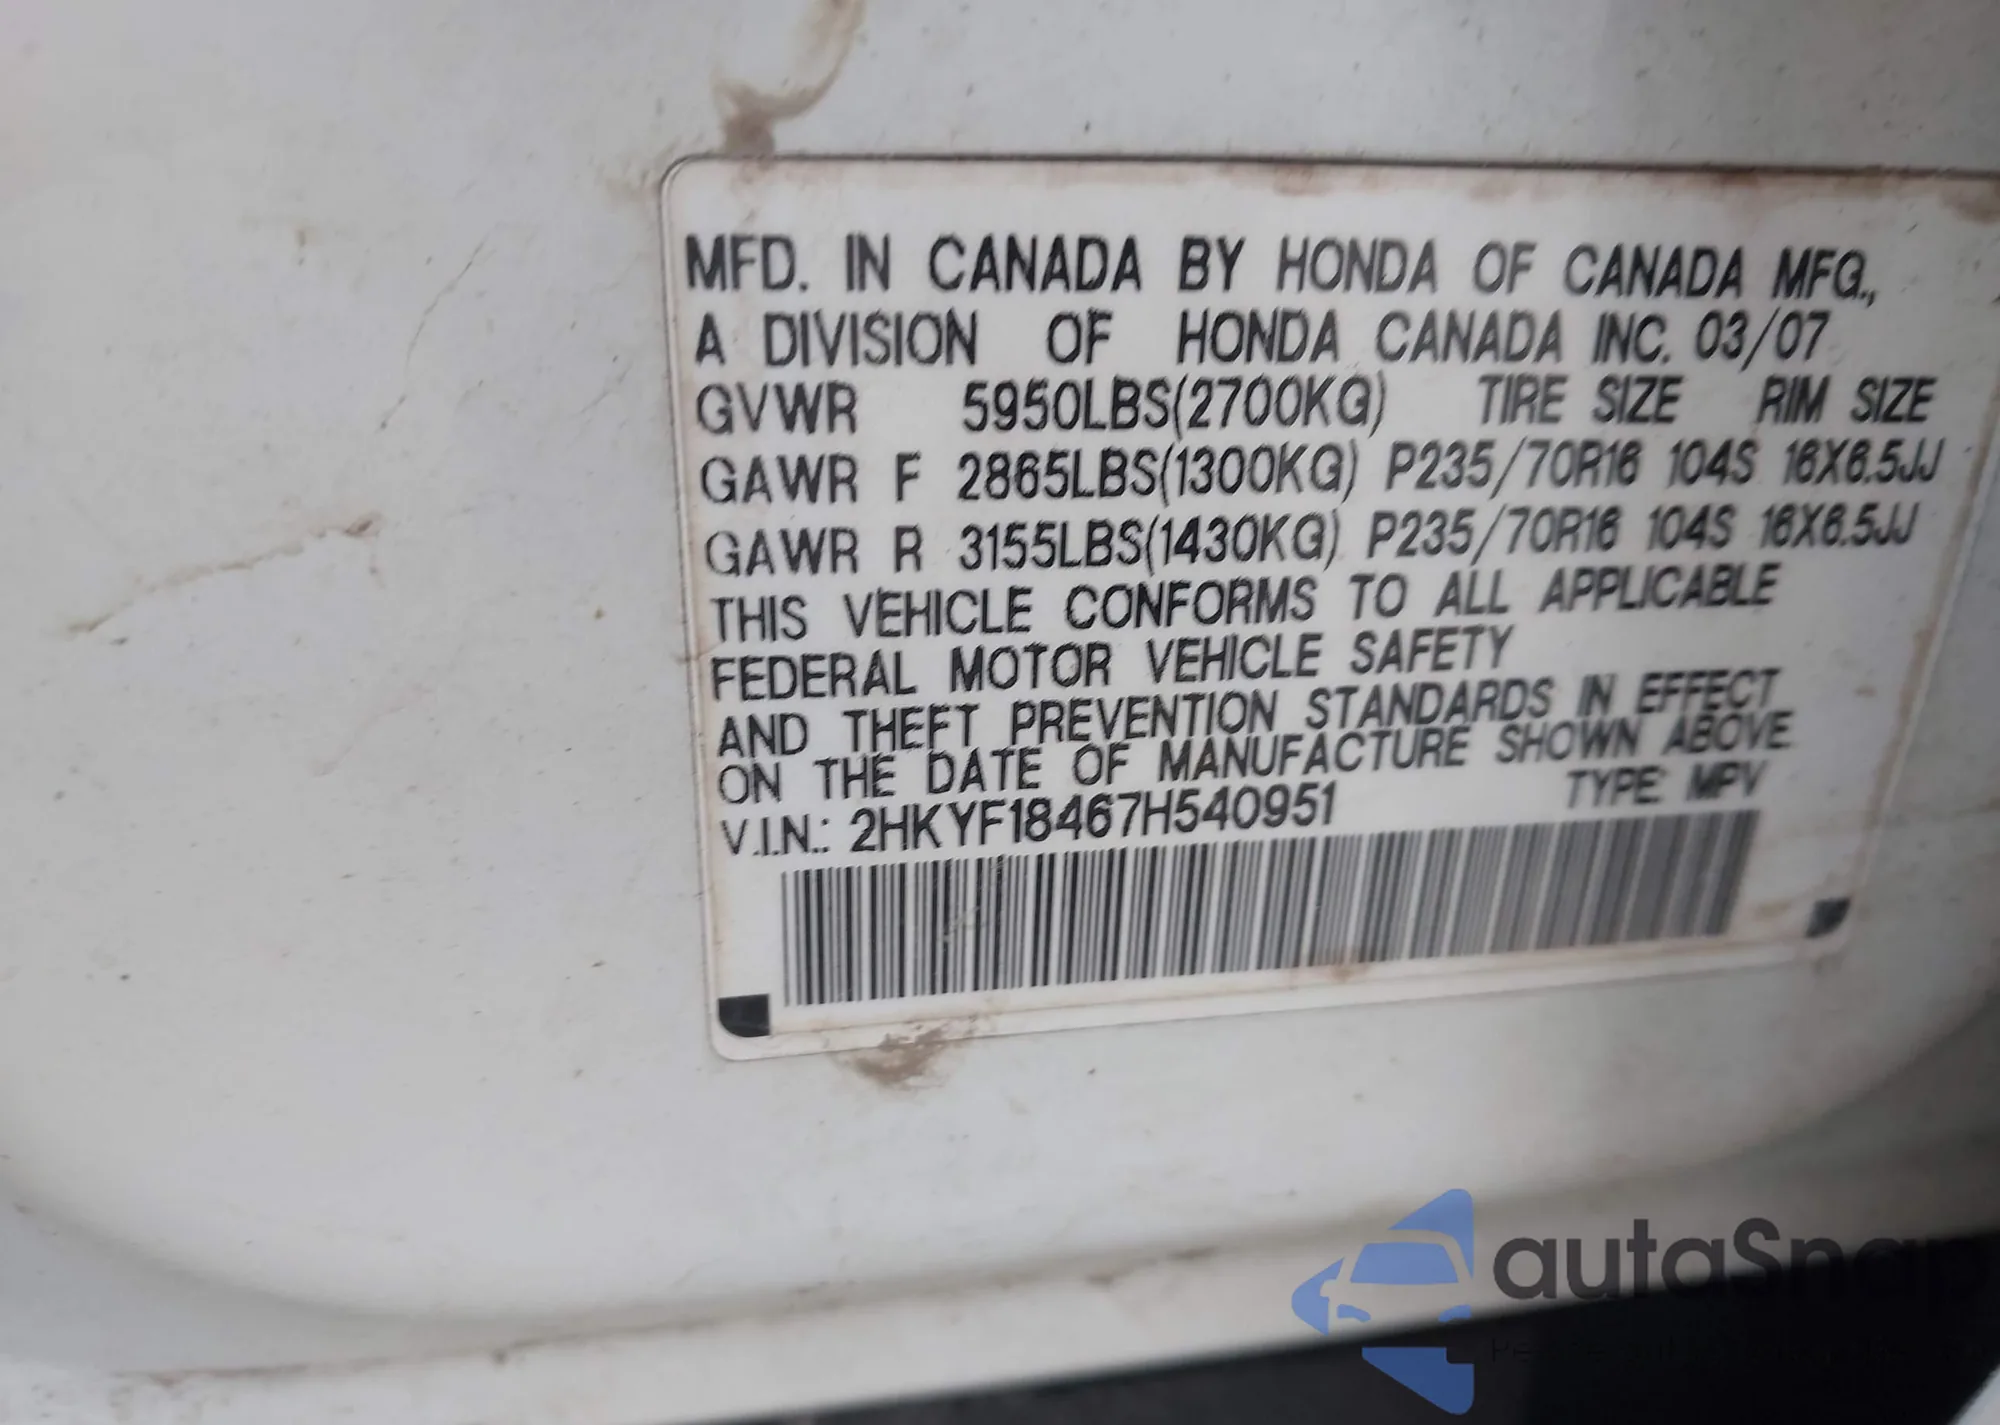 MFD. IN CANADA BY HONDA OF CANADA MFG.,
A DIVISION OF HONDA CANADA INC. 03/07
GVWR 5950LBS(2700KG) TIRE SIZE RIM SIZE
GAWR F 2865LBS(1300KG) P235/70R16 104S 16X6.5JJ
GAWR R 3155LBS(1430KG) P235/70R16 104S 16X6.5JJ
THIS VEHICLE CONFORMS TO ALL APPLICABLE
FEDERAL MOTOR VEHICLE SAFETY
AND THEFT PREVENTION STANDARDS IN EFFECT
ON THE DATE OF MANUFACTURE SHOWN ABOVE
V.I.N.: 2HKYF18467H540951 TYPE: MPV
autaSnap